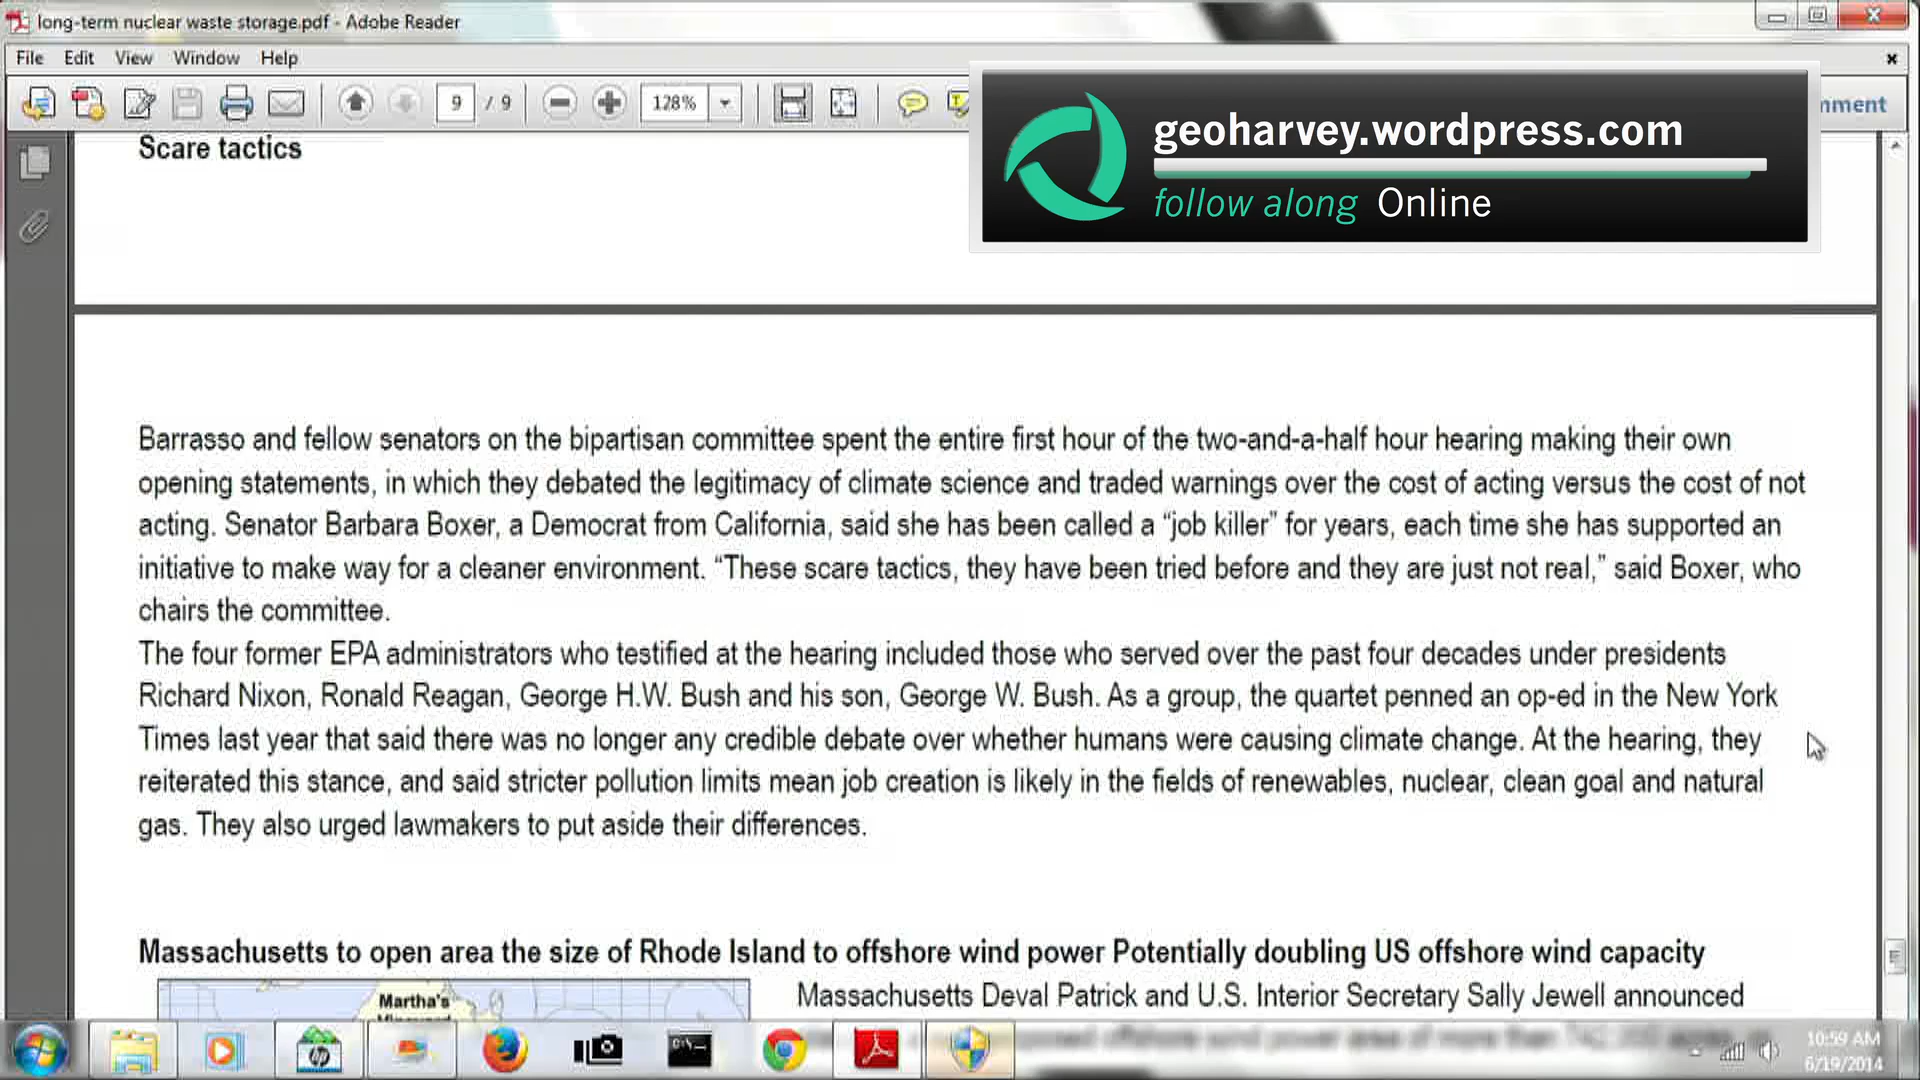 long-term nuclear waste storage.pdf - Adobe Reader
File Edit View Window Help
9 / 9 128%
geoharvey.wordpress.com
follow along Online
Scare tactics
Barrasso and fellow senators on the bipartisan committee spent the entire first hour of the two-and-a-half hour hearing making their own
opening statements, in which they debated the legitimacy of climate science and traded warnings over the cost of acting versus the cost of not
acting. Senator Barbara Boxer, a Democrat from California, said she has been called a “job killer” for years, each time she has supported an
initiative to make way for a cleaner environment. “These scare tactics, they have been tried before and they are just not real,” said Boxer, who
chairs the committee.
The four former EPA administrators who testified at the hearing included those who served over the past four decades under presidents
Richard Nixon, Ronald Reagan, George H.W. Bush and his son, George W. Bush. As a group, the quartet penned an op-ed in the New York
Times last year that said there was no longer any credible debate over whether humans were causing climate change. At the hearing, they
reiterated this stance, and said stricter pollution limits mean job creation is likely in the fields of renewables, nuclear, clean goal and natural
gas. They also urged lawmakers to put aside their differences.
Massachusetts to open area the size of Rhode Island to offshore wind power Potentially doubling US offshore wind capacity
Martha's
Massachusetts Deval Patrick and U.S. Interior Secretary Sally Jewell announced
10:59 AM
6/19/2014